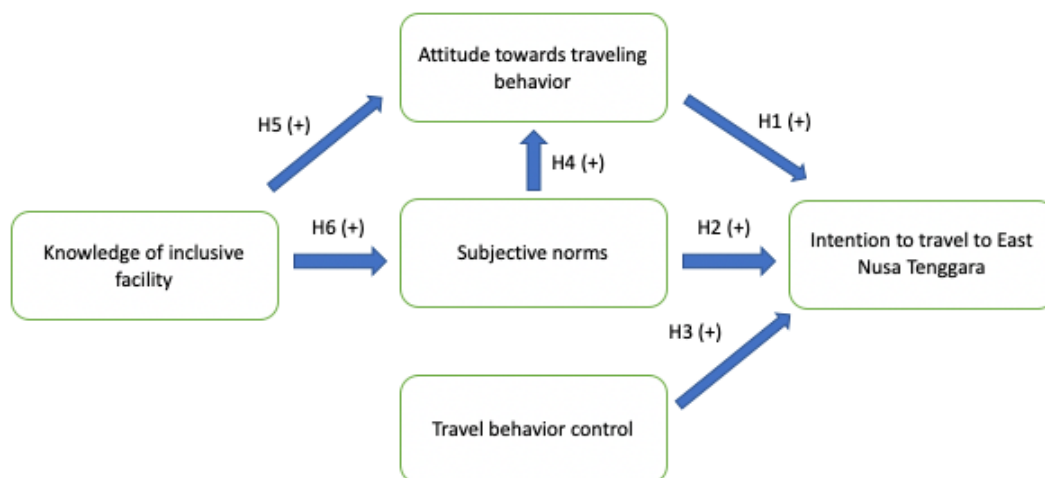 Attitude towards traveling
behavior
H5 (+)
H1 (+)
H4 (+)
Knowledge of inclusive
facility
H6 (+)
Subjective norms
H2 (+)
Intention to travel to East
Nusa Tenggara
H3 (+)
Travel behavior control